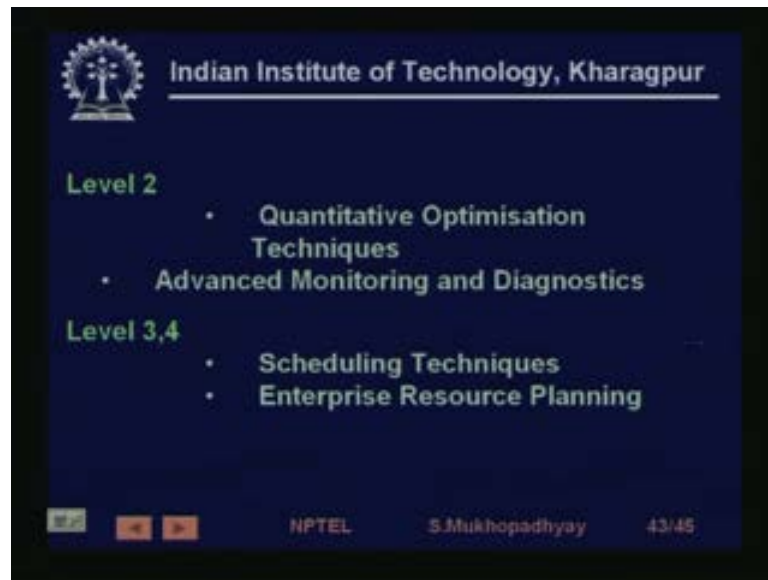 Indian Institute of Technology, Kharagpur
Level 2
• Quantitative Optimisation
Techniques
• Advanced Monitoring and Diagnostics
Level 3,4
• Scheduling Techniques
• Enterprise Resource Planning
NPTEL S.Mukhopadhyay 43/45